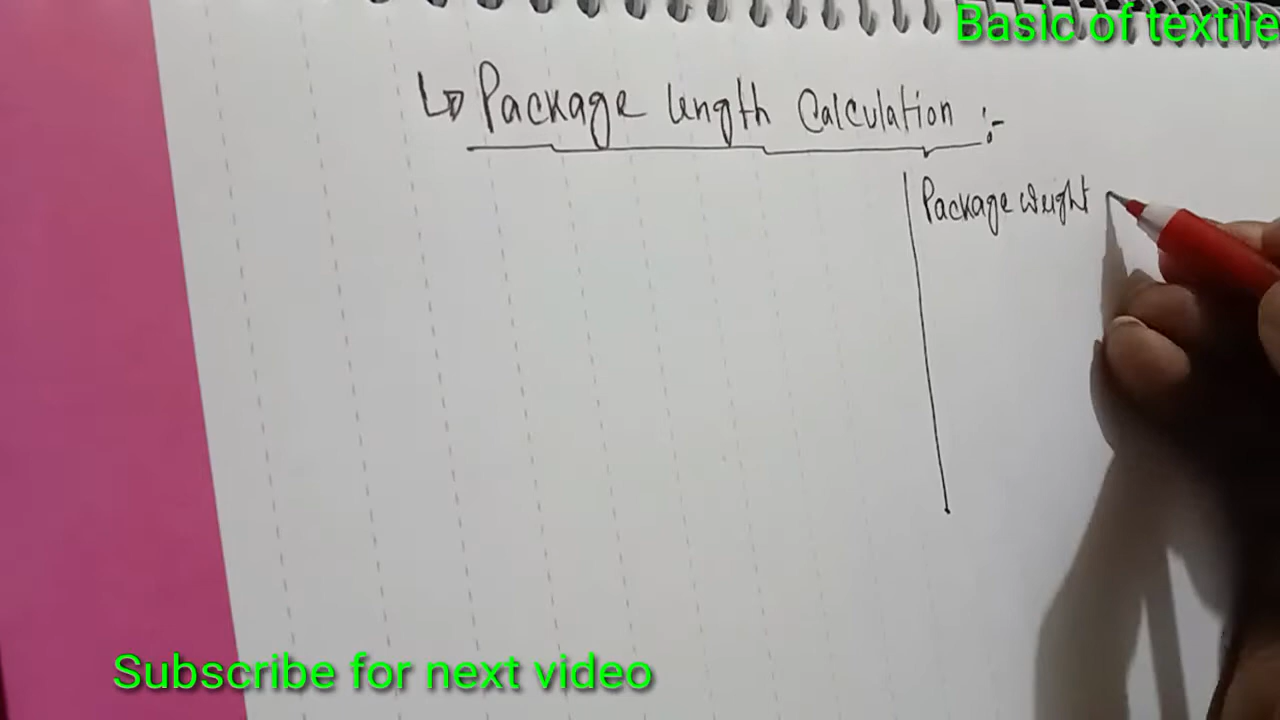 Basic of textile
↳ Package length Calculation :-
Package weight
Subscribe for next video